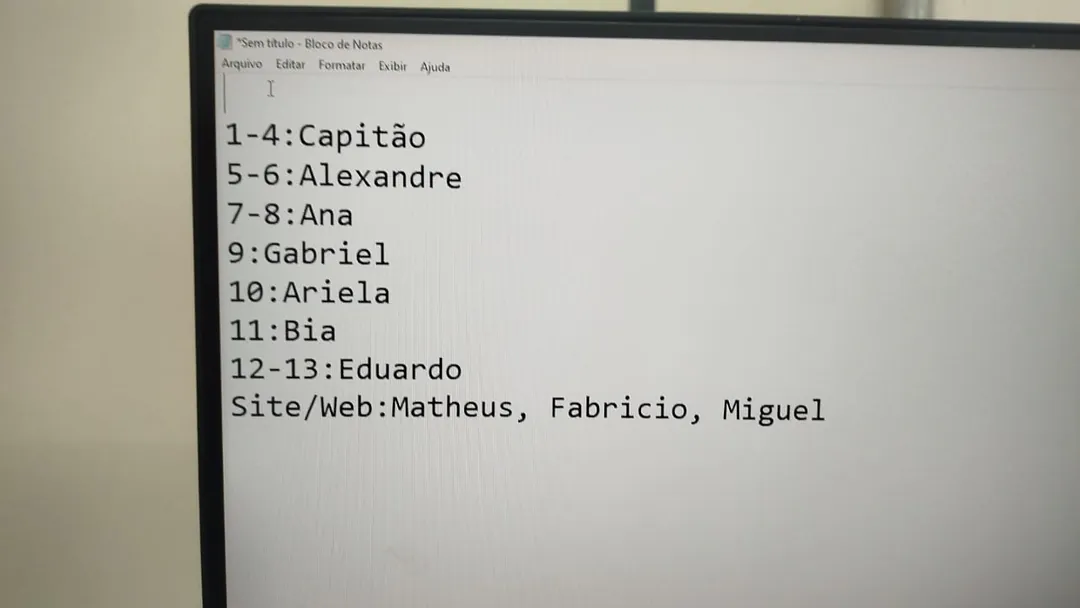 *Sem título - Bloco de Notas
Arquivo Editar Formatar Exibir Ajuda
1-4:Capitão
5-6:Alexandre
7-8:Ana
9:Gabriel
10:Ariela
11:Bia
12-13:Eduardo
Site/Web:Matheus, Fabricio, Miguel